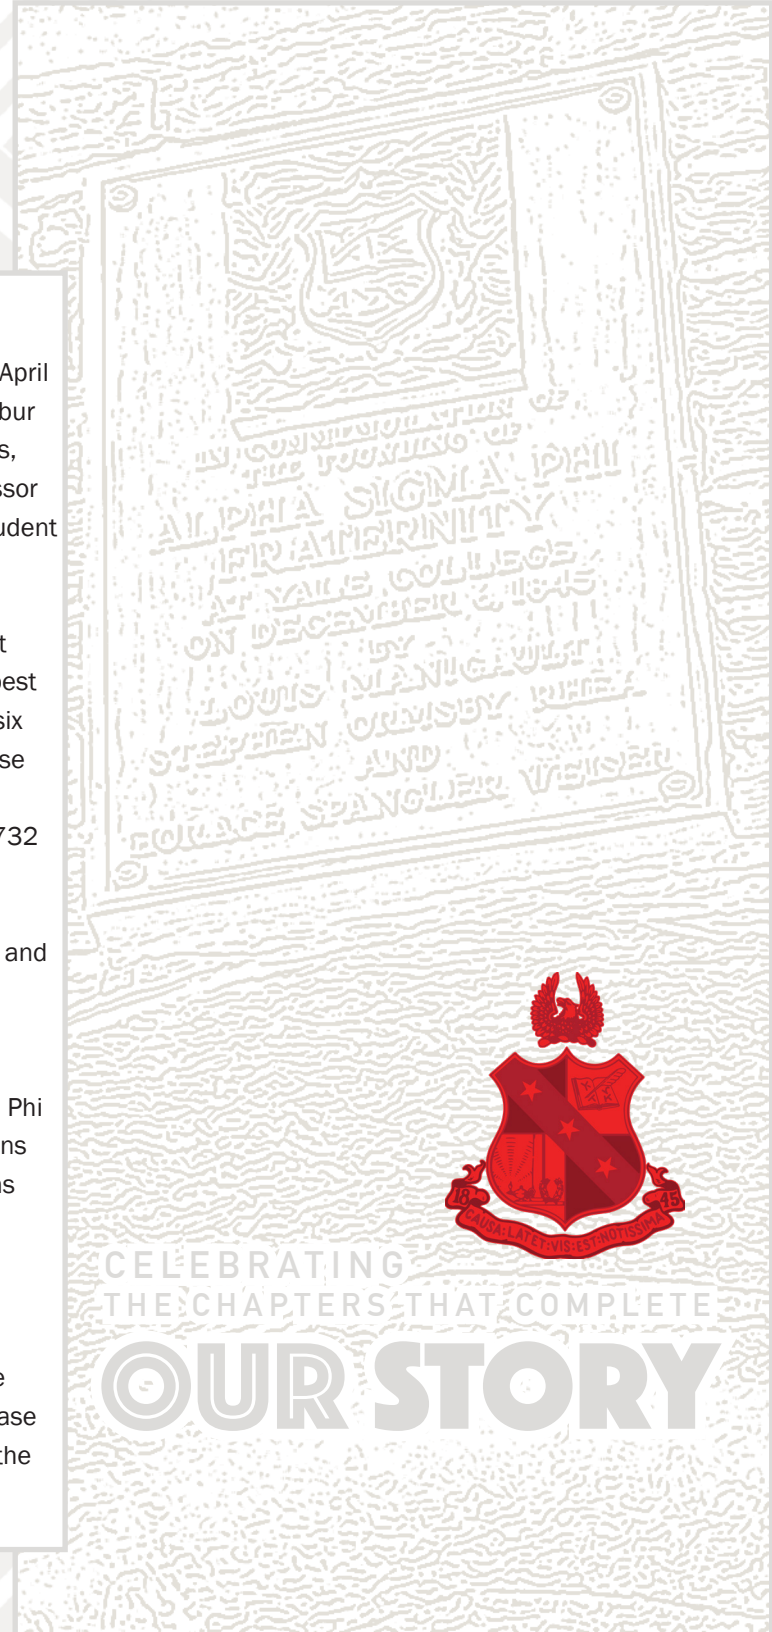 April
bur
s,
ssor
udent
t
best
six
se
732
and
Phi
ns
s
e
ase
the
IN COMMEMORATION OF
THE FOUNDING OF
ALPHA SIGMA PHI
FRATERNITY
AT YALE COLLEGE
ON DECEMBER 6, 1845
BY
LOUIS MANIGAULT
STEPHEN ORMSBY RHEA
AND
HORACE SPANGLER WEISER
18 45
CAUSA:LATET:VIS:EST:NOTISSIMA
CELEBRATING
THE CHAPTERS THAT COMPLETE
OUR STORY